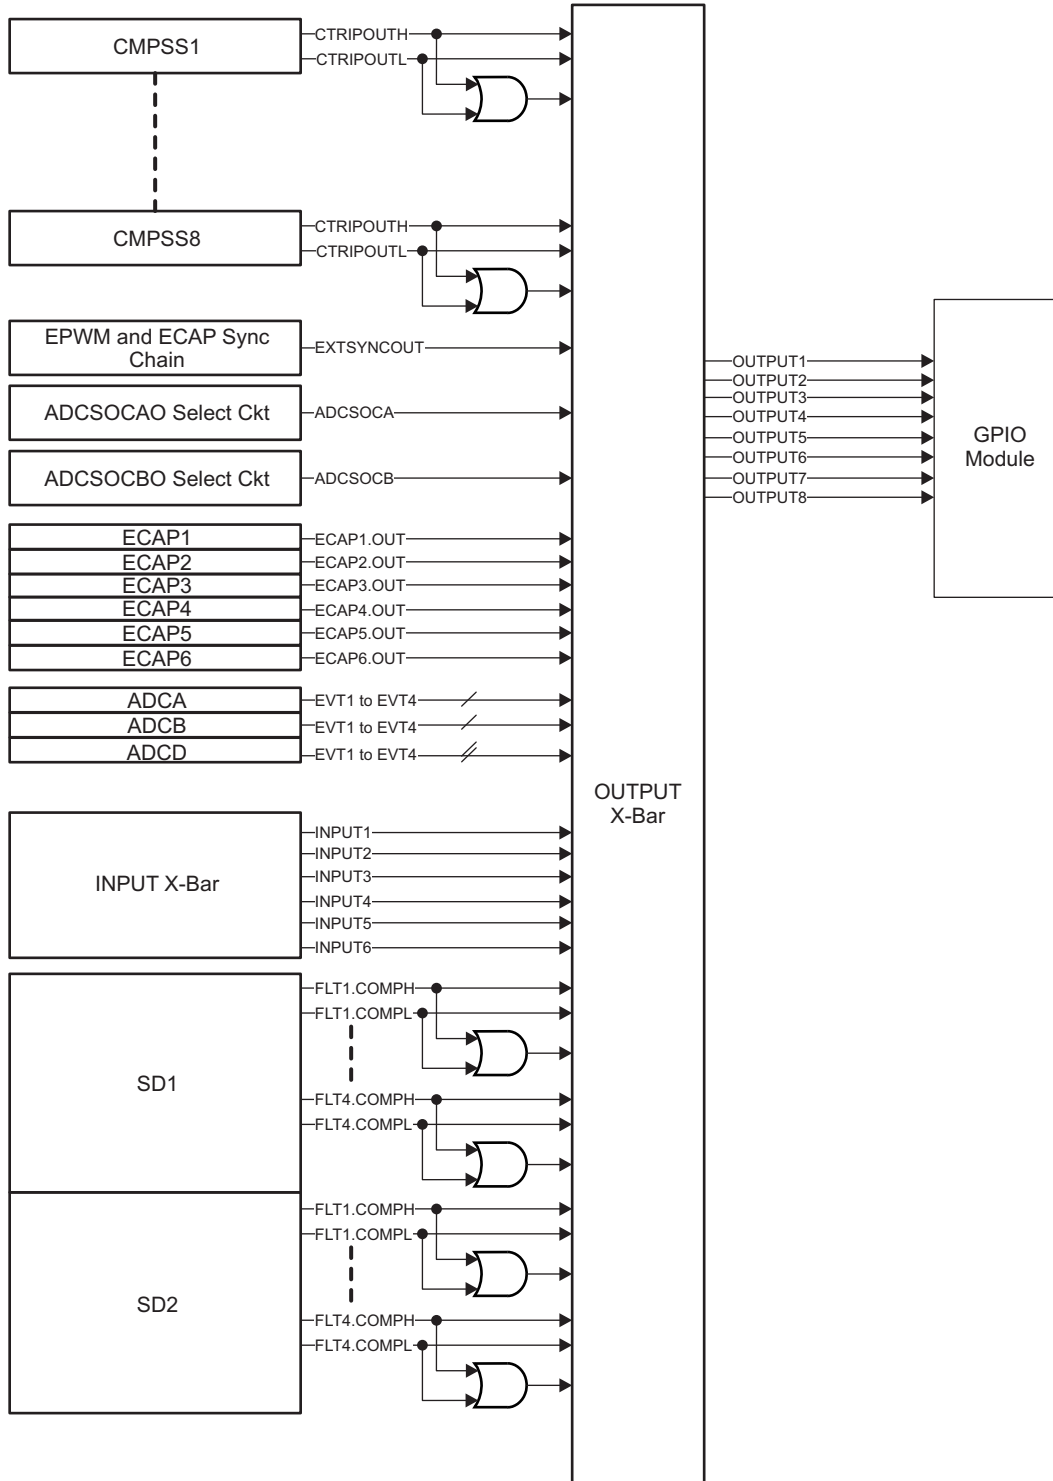 CMPSS1
CTRIPOUTH
CTRIPOUTL
CMPSS8
CTRIPOUTH
CTRIPOUTL
EPWM and ECAP Sync
Chain
EXTSYNCOUT
ADCSOCAO Select Ckt
ADCSOCA
ADCSOCBO Select Ckt
ADCSOCB
ECAP1
ECAP1.OUT
ECAP2
ECAP2.OUT
ECAP3
ECAP3.OUT
ECAP4
ECAP4.OUT
ECAP5
ECAP5.OUT
ECAP6
ECAP6.OUT
ADCA
EVT1 to EVT4
ADCB
EVT1 to EVT4
ADCD
EVT1 to EVT4
INPUT X-Bar
INPUT1
INPUT2
INPUT3
INPUT4
INPUT5
INPUT6
SD1
FLT1.COMPH
FLT1.COMPL
FLT4.COMPH
FLT4.COMPL
SD2
FLT1.COMPH
FLT1.COMPL
FLT4.COMPH
FLT4.COMPL
OUTPUT
X-Bar
OUTPUT1
OUTPUT2
OUTPUT3
OUTPUT4
OUTPUT5
OUTPUT6
OUTPUT7
OUTPUT8
GPIO
Module